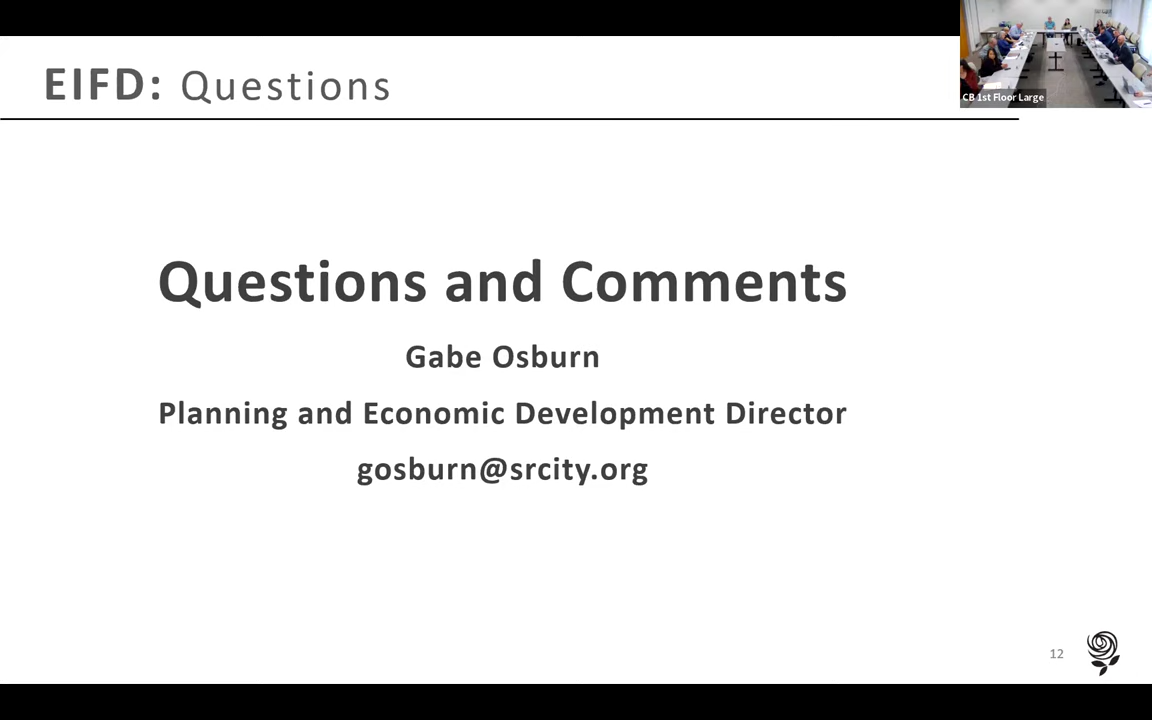 EIFD: Questions
CB 1st Floor Large
Questions and Comments
Gabe Osburn
Planning and Economic Development Director
gosburn@srcity.org
12